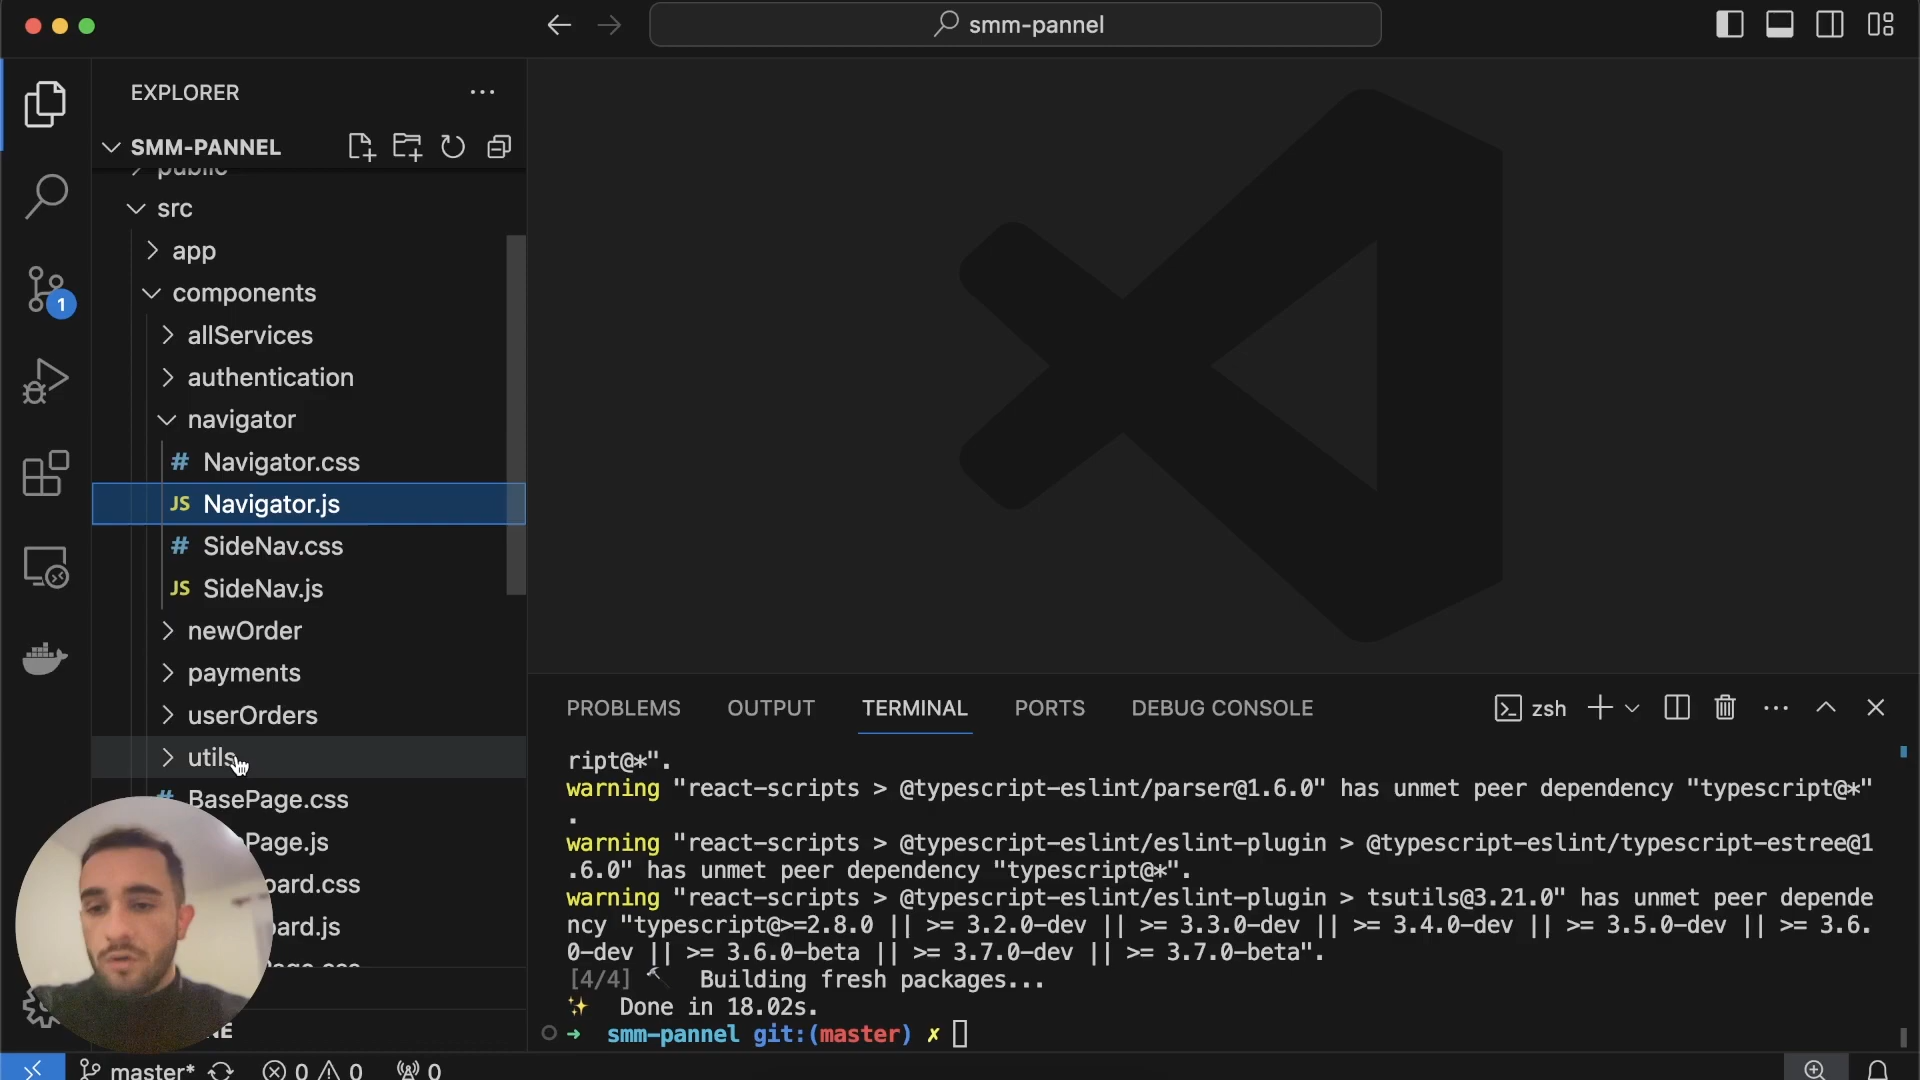 smm-pannel
EXPLORER
SMM-PANNEL
public
src
app
components
allServices
authentication
navigator
# Navigator.css
JS Navigator.js
# SideNav.css
JS SideNav.js
newOrder
payments
userOrders
utils
# BasePage.css
Page.js
oard.css
oard.js
1
PROBLEMS
OUTPUT
TERMINAL
PORTS
DEBUG CONSOLE
zsh
ript@*".
warning "react-scripts > @typescript-eslint/parser@1.6.0" has unmet peer dependency "typescript@*"
.
warning "react-scripts > @typescript-eslint/eslint-plugin > @typescript-eslint/typescript-estree@1
.6.0" has unmet peer dependency "typescript@*".
warning "react-scripts > @typescript-eslint/eslint-plugin > tsutils@3.21.0" has unmet peer depende
ncy "typescript@>=2.8.0 || >= 3.2.0-dev || >= 3.3.0-dev || >= 3.4.0-dev || >= 3.5.0-dev || >= 3.6.
0-dev || >= 3.6.0-beta || >= 3.7.0-dev || >= 3.7.0-beta".
[4/4] 🔨 Building fresh packages...
✨ Done in 18.02s.
➜ smm-pannel git:(master) ✗
master* 0 0 0